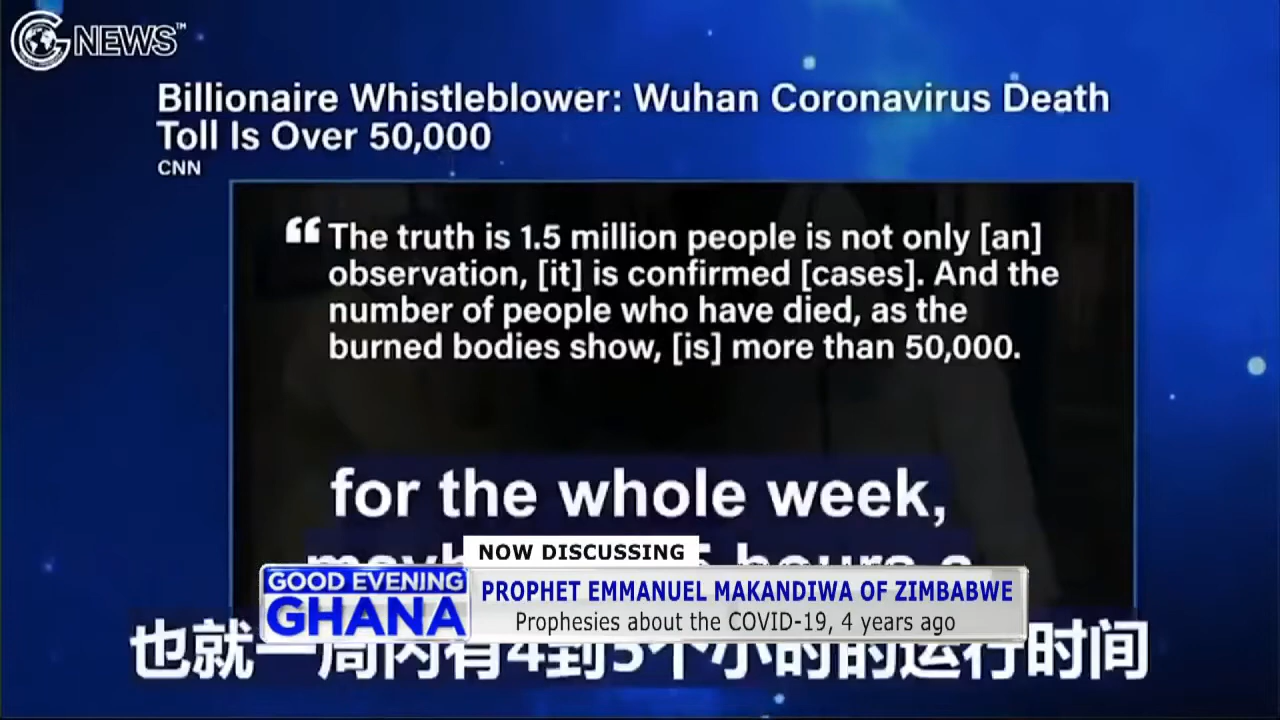 NEWS™
Billionaire Whistleblower: Wuhan Coronavirus Death
Toll Is Over 50,000
CNN
“ The truth is 1.5 million people is not only [an]
observation, [it] is confirmed [cases]. And the
number of people who have died, as the
burned bodies show, [is] more than 50,000.
for the whole week,
5 hours a
NOW DISCUSSING
GOOD EVENING
GHANA
PROPHET EMMANUEL MAKANDIWA OF ZIMBABWE
Prophesies about the COVID-19, 4 years ago
也就一周内有4到5个小时的运行时间